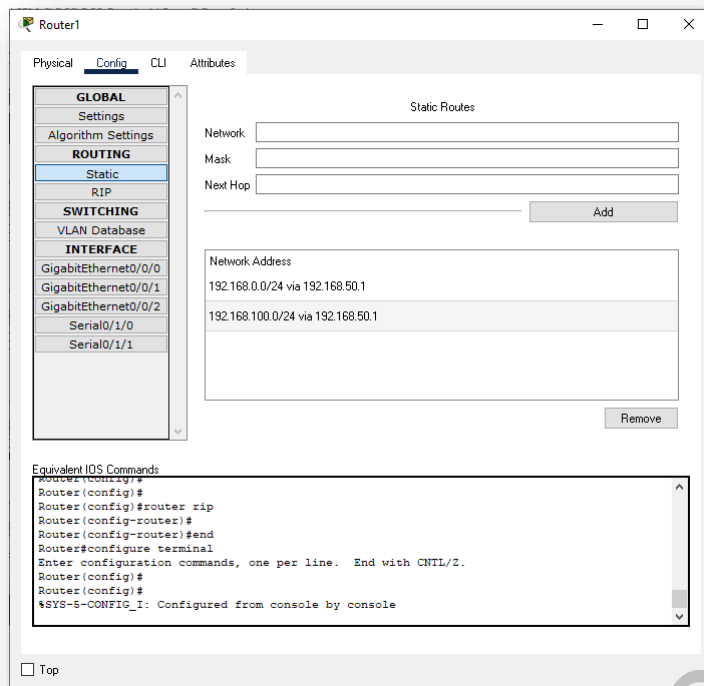 Router1
Physical Config CLI Attributes
GLOBAL
Settings
Algorithm Settings
ROUTING
Static
RIP
SWITCHING
VLAN Database
INTERFACE
GigabitEthernet0/0/0
GigabitEthernet0/0/1
GigabitEthernet0/0/2
Serial0/1/0
Serial0/1/1
Static Routes
Network
Mask
Next Hop
Add
Network Address
192.168.0.0/24 via 192.168.50.1
192.168.100.0/24 via 192.168.50.1
Remove
Equivalent IOS Commands
Router(config)#
Router(config)#
Router(config)#router rip
Router(config-router)#
Router(config-router)#end
Router#configure terminal
Enter configuration commands, one per line. End with CNTL/Z.
Router(config)#
Router(config)#
%SYS-5-CONFIG_I: Configured from console by console
Top